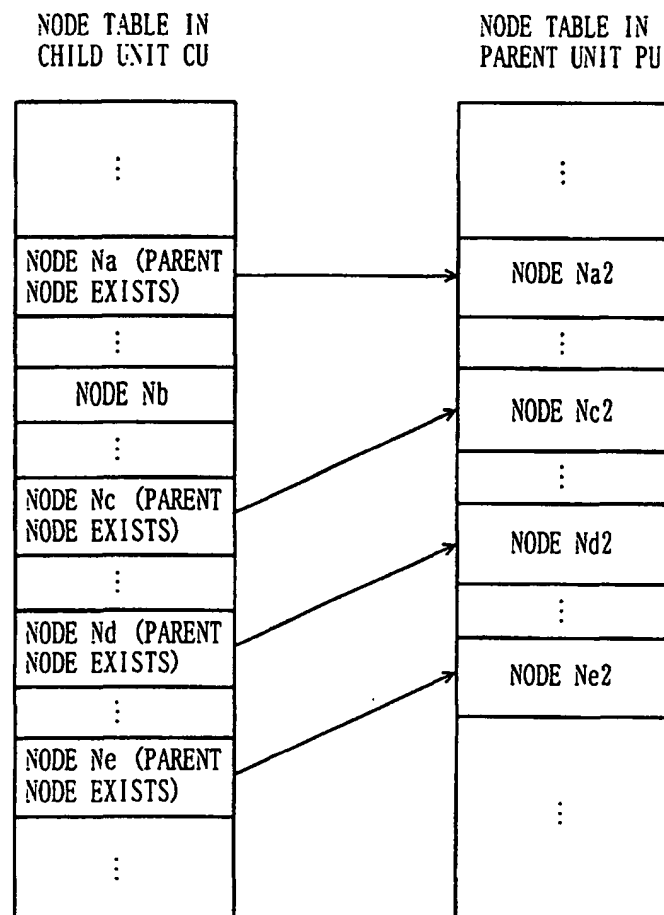 NODE TABLE IN
CHILD UNIT CU
⋮
NODE Na (PARENT
NODE EXISTS)
⋮
NODE Nb
⋮
NODE Nc (PARENT
NODE EXISTS)
⋮
NODE Nd (PARENT
NODE EXISTS)
⋮
NODE Ne (PARENT
NODE EXISTS)
⋮
NODE TABLE IN
PARENT UNIT PU
⋮
NODE Na2
⋮
NODE Nc2
⋮
NODE Nd2
⋮
NODE Ne2
⋮